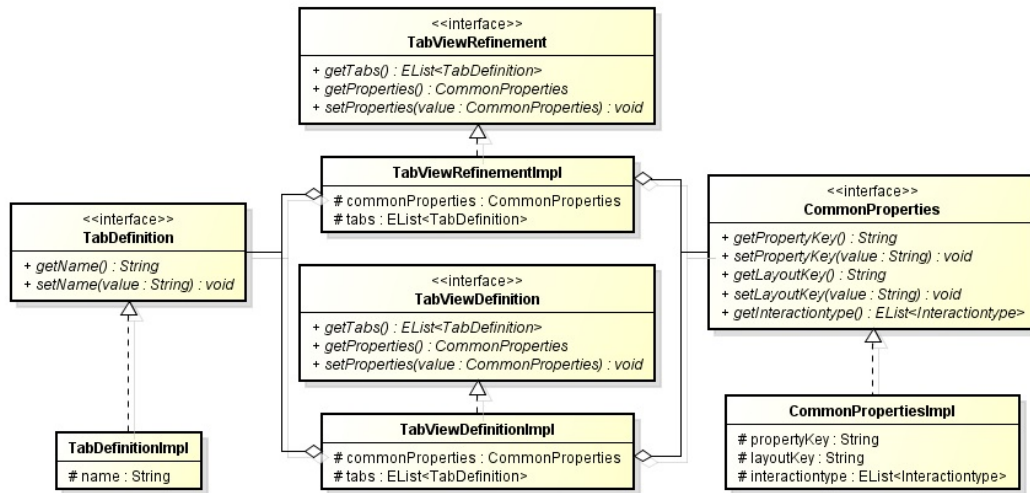 <<interface>>
TabViewRefinement
+ getTabs() : EList<TabDefinition>
+ getProperties() : CommonProperties
+ setProperties(value : CommonProperties) : void
TabViewRefinementImpl
# commonProperties : CommonProperties
# tabs : EList<TabDefinition>
<<interface>>
TabDefinition
+ getName() : String
+ setName(value : String) : void
<<interface>>
CommonProperties
+ getPropertyKey() : String
+ setPropertyKey(value : String) : void
+ getLayoutKey() : String
+ setLayoutKey(value : String) : void
+ getInteractiontype() : EList<Interactiontype>
<<interface>>
TabViewDefinition
+ getTabs() : EList<TabDefinition>
+ getProperties() : CommonProperties
+ setProperties(value : CommonProperties) : void
TabDefinitionImpl
# name : String
TabViewDefinitionImpl
# commonProperties : CommonProperties
# tabs : EList<TabDefinition>
CommonPropertiesImpl
# propertyKey : String
# layoutKey : String
# interactiontype : EList<Interactiontype>